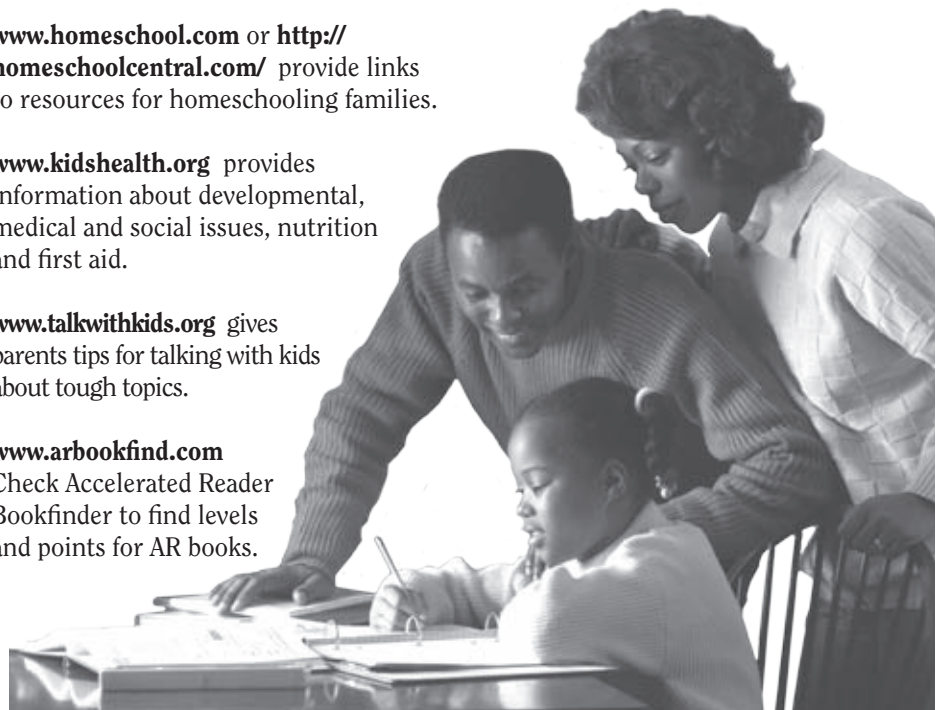 www.homeschool.com or http://
homeschoolcentral.com/ provide links
to resources for homeschooling families.
www.kidshealth.org provides
information about developmental,
medical and social issues, nutrition
and first aid.
www.talkwithkids.org gives
parents tips for talking with kids
about tough topics.
www.arbookfind.com
Check Accelerated Reader
Bookfinder to find levels
and points for AR books.